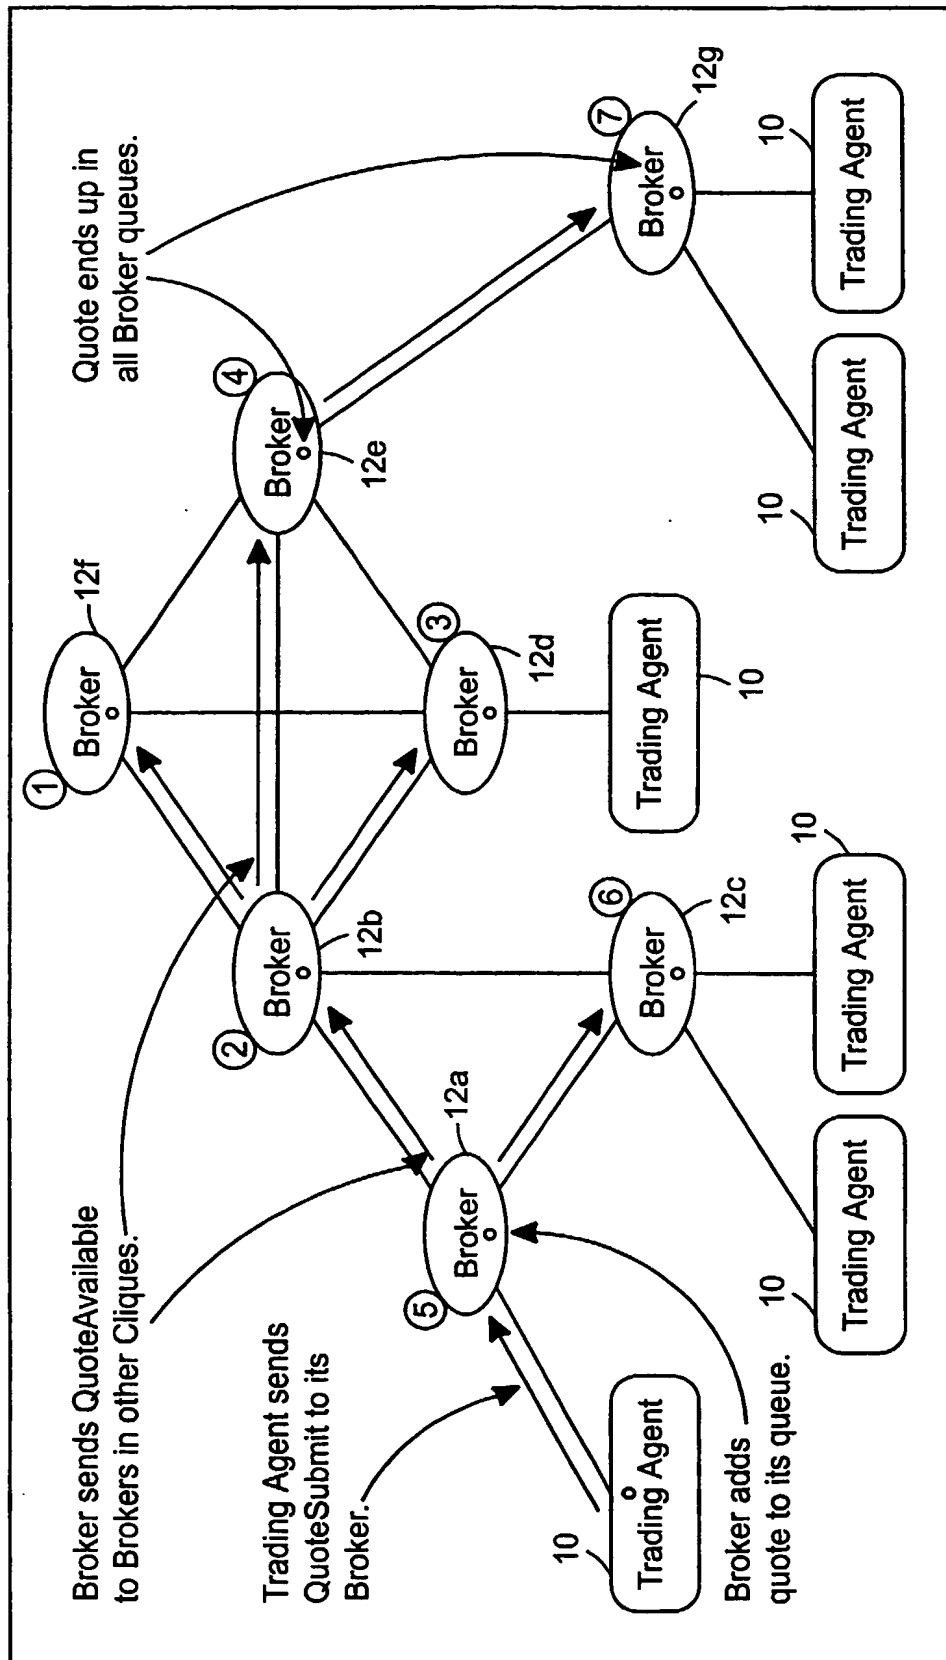 Broker sends QuoteAvailable
to Brokers in other Cliques.
Quote ends up in
all Broker queues.
Trading Agent sends
QuoteSubmit to its
Broker.
Broker adds
quote to its queue.
1
Broker
12f
2
Broker
12b
4
Broker
12e
5
Broker
12a
3
Broker
12d
6
Broker
12c
7
Broker
12g
10
Trading Agent
Trading Agent
10
10
Trading Agent
10
Trading Agent
10
Trading Agent
10
Trading Agent
10
Trading Agent